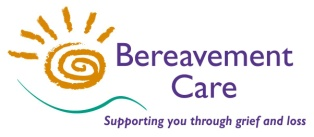 Bereavement
Care
Supporting you through grief and loss